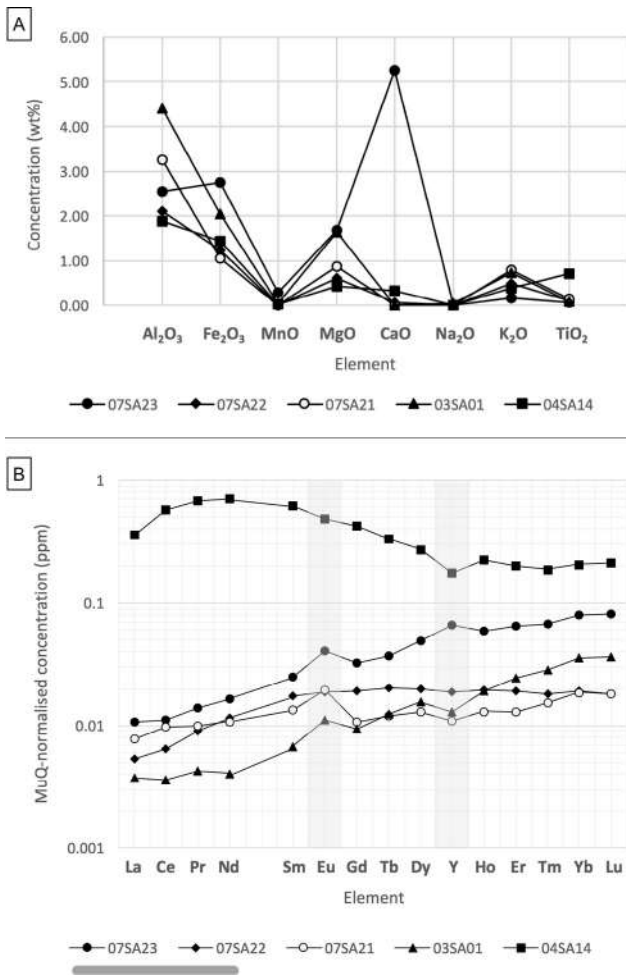 A
6.00
5.00
4.00
3.00
2.00
1.00
0.00
Concentration (wt%)
Al₂O₃ Fe₂O₃ MnO MgO CaO Na₂O K₂O TiO₂
Element
07SA23 07SA22 07SA21 03SA01 04SA14
B
1
0.1
0.01
0.001
MuQ-normalised concentration (ppm)
La Ce Pr Nd Sm Eu Gd Tb Dy Y Ho Er Tm Yb Lu
Element
07SA23 07SA22 07SA21 03SA01 04SA14